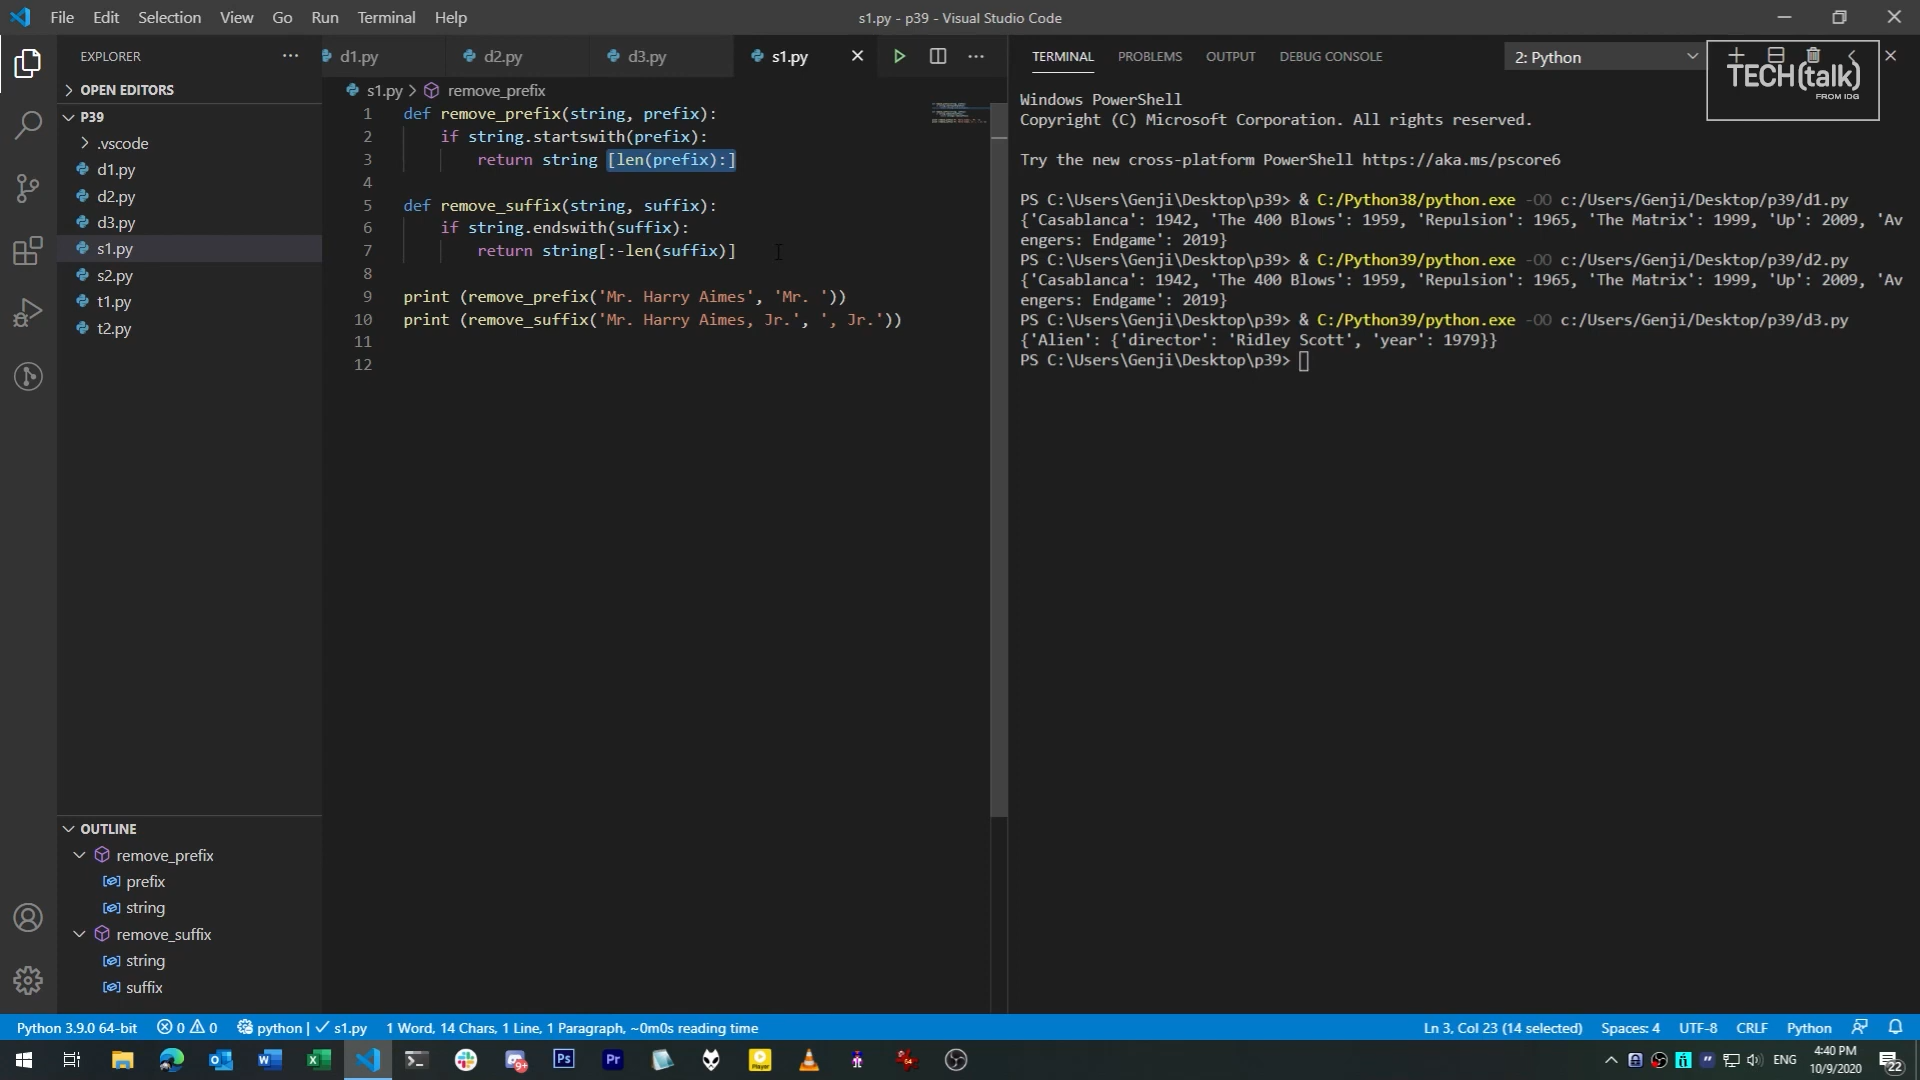 File Edit Selection View Go Run Terminal Help
s1.py - p39 - Visual Studio Code
EXPLORER
OPEN EDITORS
P39
.vscode
d1.py
d2.py
d3.py
s1.py
s2.py
t1.py
t2.py
OUTLINE
remove_prefix
prefix
string
remove_suffix
string
suffix
d1.py
d2.py
d3.py
s1.py
s1.py > remove_prefix
1 def remove_prefix(string, prefix):
2 if string.startswith(prefix):
3 return string [len(prefix):]
4
5 def remove_suffix(string, suffix):
6 if string.endswith(suffix):
7 return string[:-len(suffix)]
8
9 print (remove_prefix('Mr. Harry Aimes', 'Mr. '))
10 print (remove_suffix('Mr. Harry Aimes, Jr.', ', Jr.'))
11
12
TERMINAL PROBLEMS OUTPUT DEBUG CONSOLE
2: Python
TECH(talk)
FROM IDG
Windows PowerShell
Copyright (C) Microsoft Corporation. All rights reserved.
Try the new cross-platform PowerShell https://aka.ms/pscore6
PS C:\Users\Genji\Desktop\p39> & C:/Python38/python.exe -OO c:/Users/Genji/Desktop/p39/d1.py
{'Casablanca': 1942, 'The 400 Blows': 1959, 'Repulsion': 1965, 'The Matrix': 1999, 'Up': 2009, 'Av
engers: Endgame': 2019}
PS C:\Users\Genji\Desktop\p39> & C:/Python39/python.exe -OO c:/Users/Genji/Desktop/p39/d2.py
{'Casablanca': 1942, 'The 400 Blows': 1959, 'Repulsion': 1965, 'The Matrix': 1999, 'Up': 2009, 'Av
engers: Endgame': 2019}
PS C:\Users\Genji\Desktop\p39> & C:/Python39/python.exe -OO c:/Users/Genji/Desktop/p39/d3.py
{'Alien': {'director': 'Ridley Scott', 'year': 1979}}
PS C:\Users\Genji\Desktop\p39>
Python 3.9.0 64-bit 0 0 python | ✓ s1.py 1 Word, 14 Chars, 1 Line, 1 Paragraph, ~0m0s reading time
Ln 3, Col 23 (14 selected) Spaces: 4 UTF-8 CRLF Python
Ps Pr
ENG
4:40 PM
10/9/2020
22